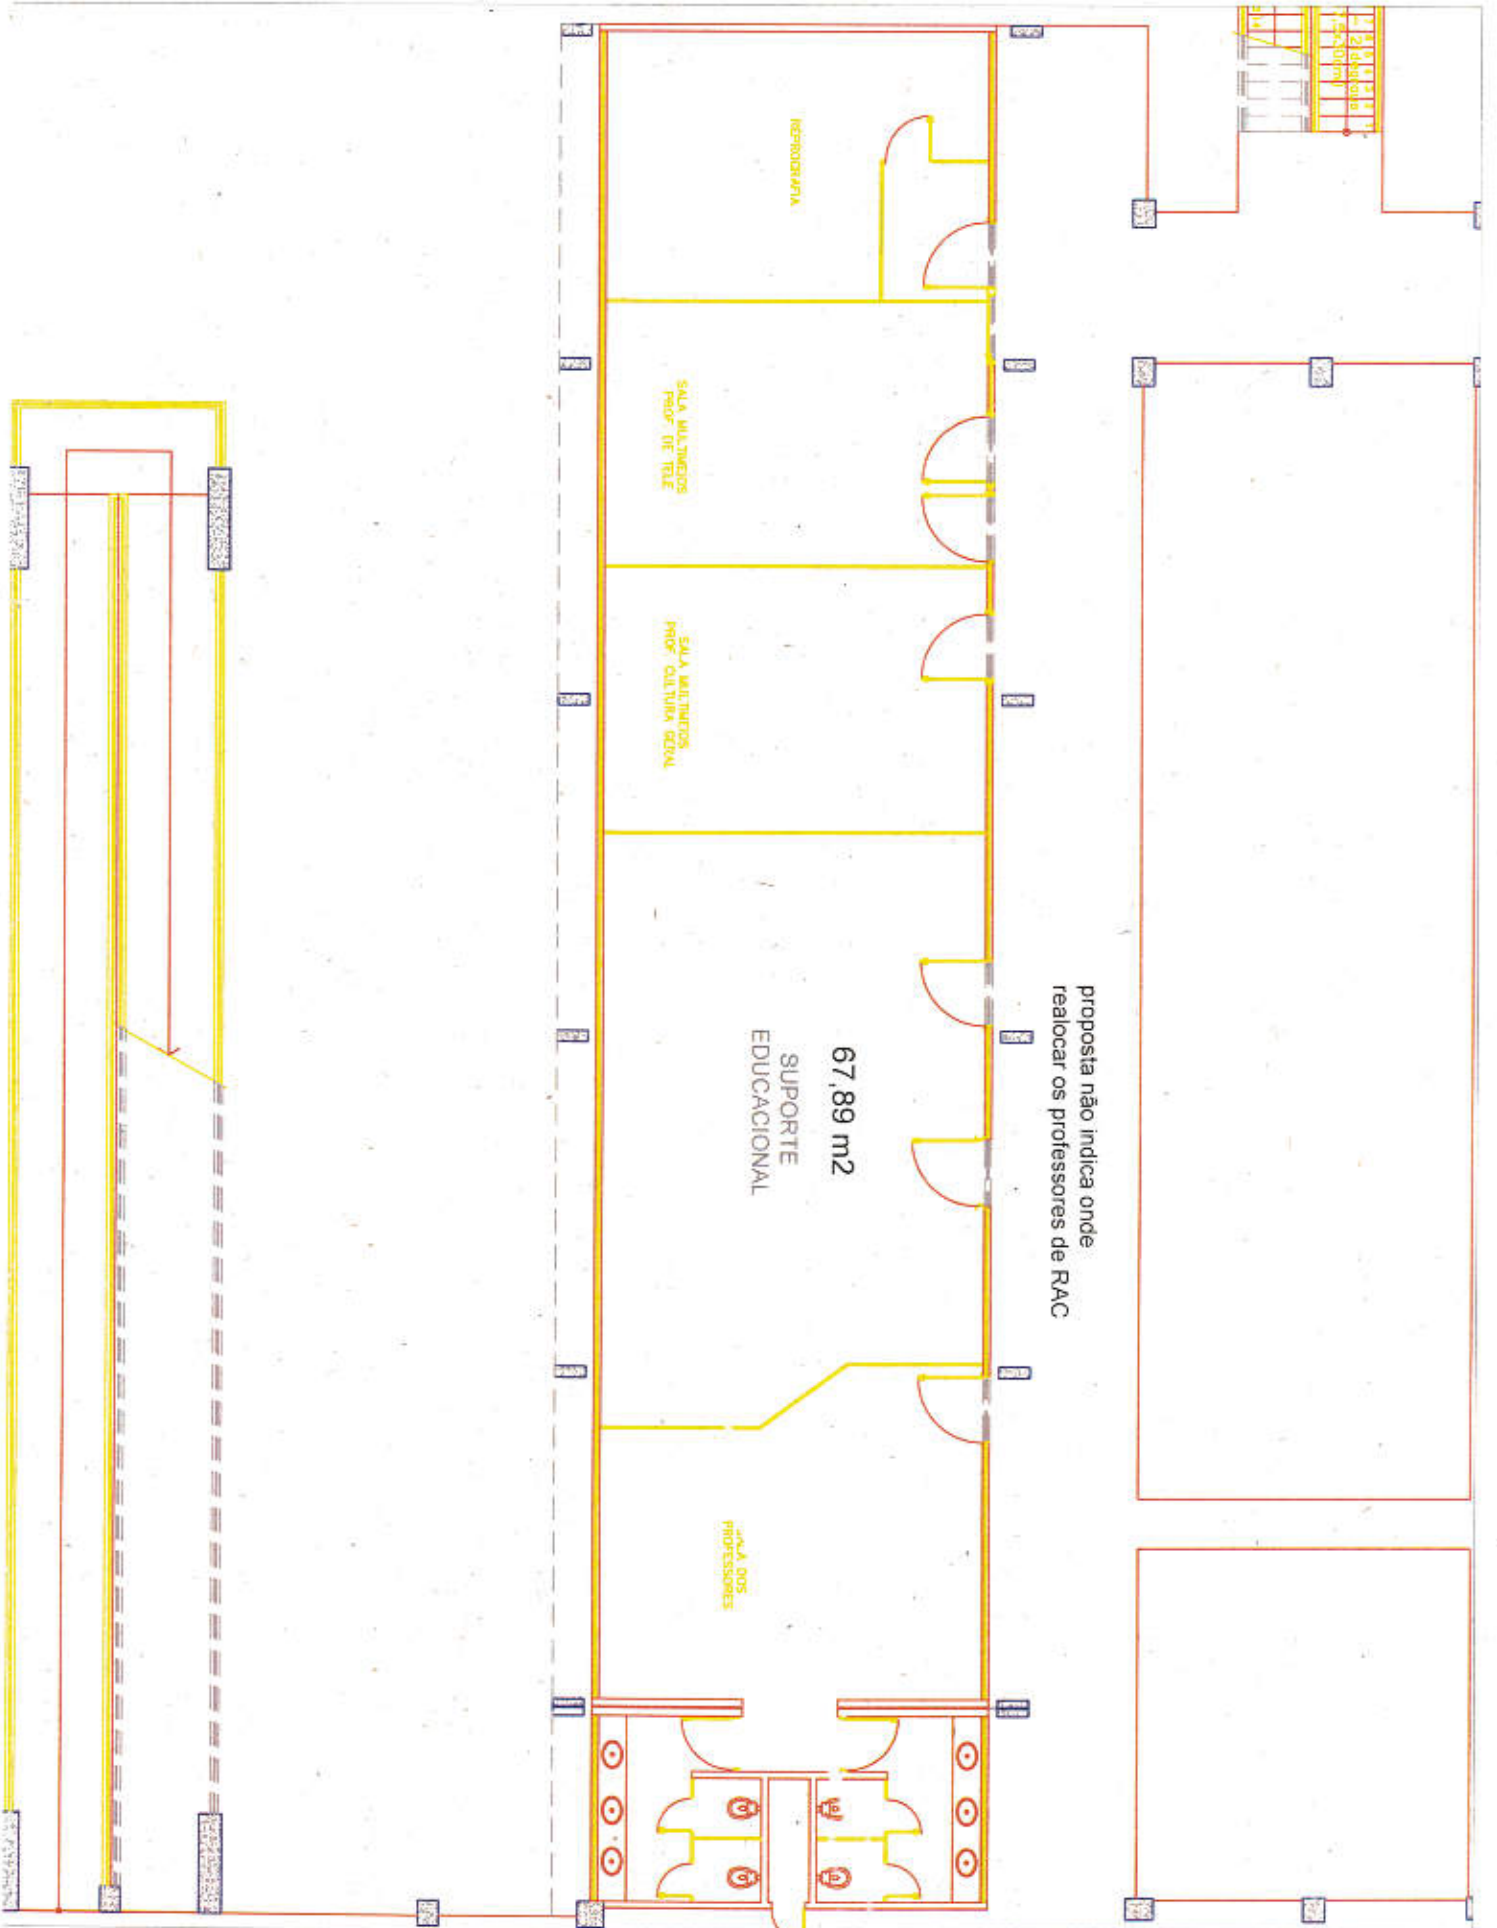 REPROGRAFIA
SALA MULTIMEIOS
PROF DE TELE
SALA MULTIMEIOS
PROF CULTURA GERAL
proposta não indica onde
realocar os professores de RAC
67,89 m2
SUPORTE
EDUCACIONAL
DOS
PROFESSORES